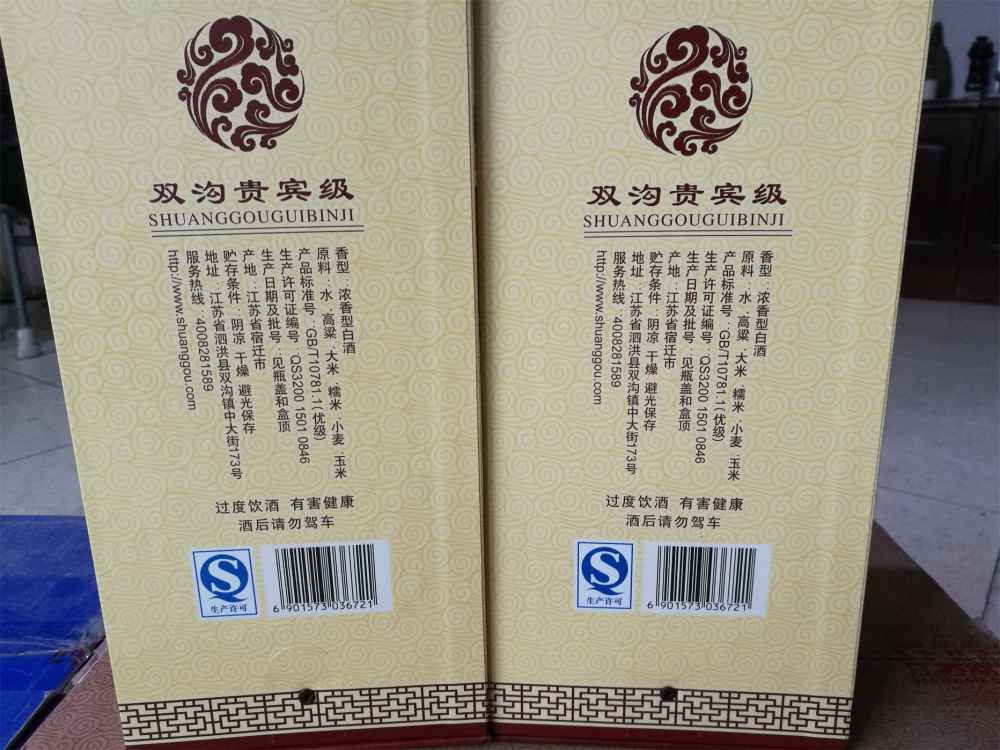 双沟贵宾级
SHUANGGOUGUIBINJI
香型：浓香型白酒
原料：水、高粱、大米、糯米、小麦、玉米
产品标准号：GB/T10781.1(优级)
生产许可证编号：QS3200 1501 0846
生产日期及批号：见瓶盖和盒顶
产地：江苏省宿迁市
贮存条件：阴凉 干燥 避光保存
地址：江苏省泗洪县双沟镇中大街173号
服务热线：4008281589
http://www.shuanggou.com
过度饮酒 有害健康
酒后请勿驾车
生产许可
6 901573 036721
双沟贵宾级
SHUANGGOUGUIBINJI
香型：浓香型白酒
原料：水、高粱、大米、糯米、小麦、玉米
产品标准号：GB/T10781.1(优级)
生产许可证编号：QS3200 1501 0846
生产日期及批号：见瓶盖和盒顶
产地：江苏省宿迁市
贮存条件：阴凉 干燥 避光保存
地址：江苏省泗洪县双沟镇中大街173号
服务热线：4008281589
http://www.shuanggou.com
过度饮酒 有害健康
酒后请勿驾车
生产许可
6 901573 036721